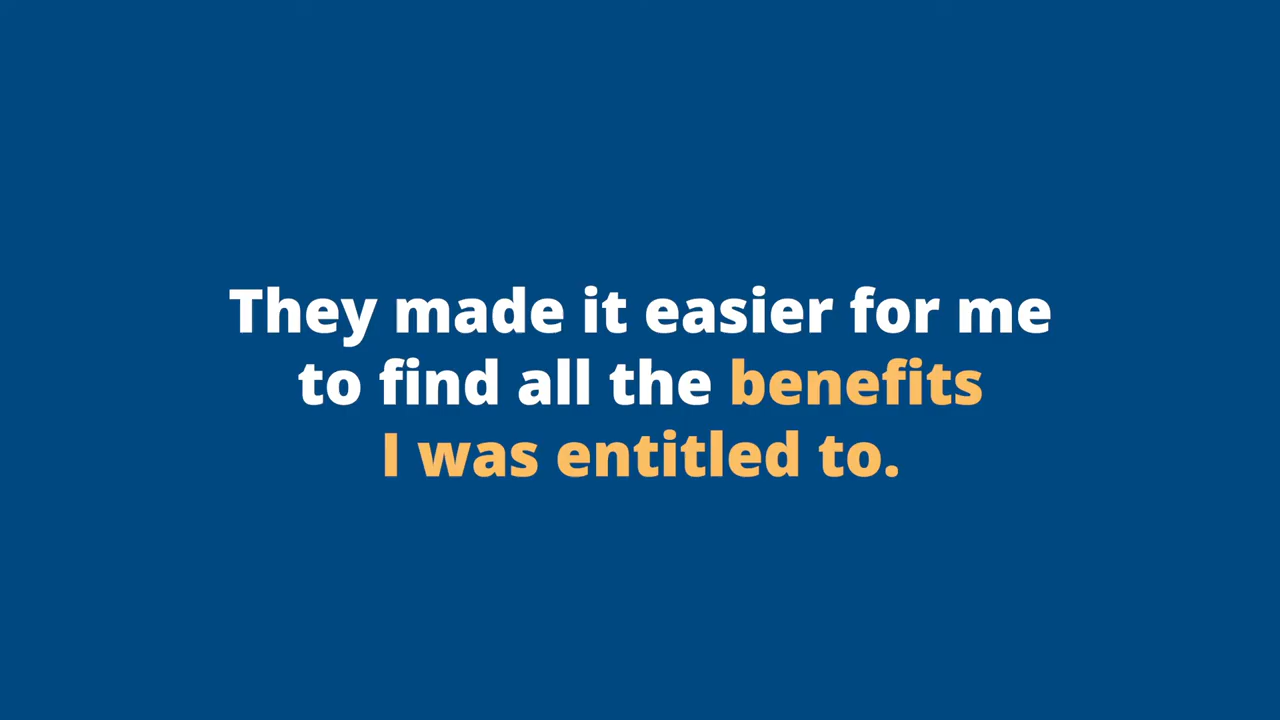 They made it easier for me
to find all the benefits
I was entitled to.